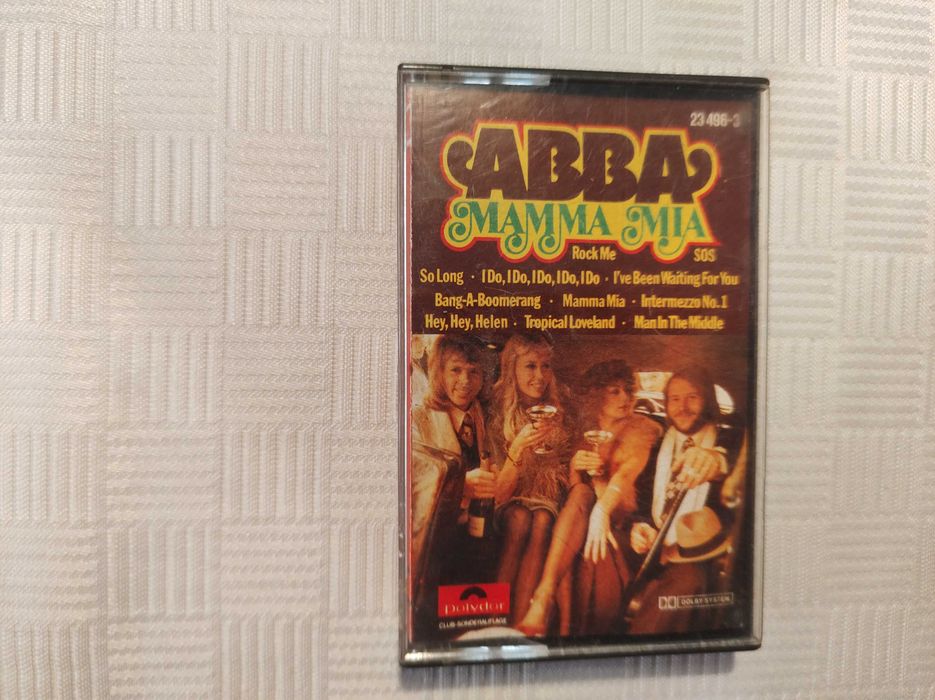 23 496-3
ABBA
MAMMA MIA
Rock Me SOS
So Long · I Do, I Do, I Do, I Do, I Do · I've Been Waiting For You
Bang-A-Boomerang · Mamma Mia · Intermezzo No. 1
Hey, Hey, Helen · Tropical Loveland · Man In The Middle
polydor
CLUB-SONDERAUFLAGE
DOLBY SYSTEM